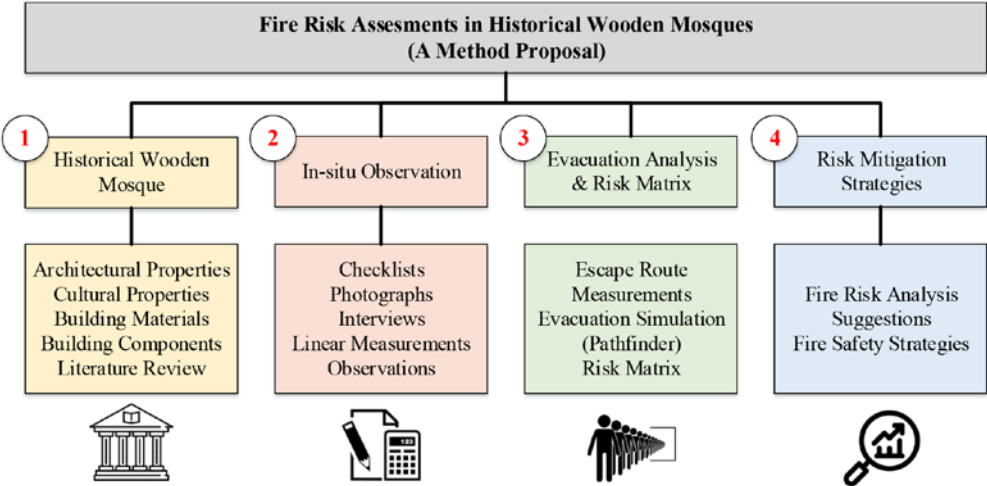 Fire Risk Assesments in Historical Wooden Mosques
(A Method Proposal)
1
Historical Wooden
Mosque
2
In-situ Observation
3
Evacuation Analysis
& Risk Matrix
4
Risk Mitigation
Strategies
Architectural Properties
Cultural Properties
Building Materials
Building Components
Literature Review
Checklists
Photographs
Interviews
Linear Measurements
Observations
Escape Route
Measurements
Evacuation Simulation
(Pathfinder)
Risk Matrix
Fire Risk Analysis
Suggestions
Fire Safety Strategies
123